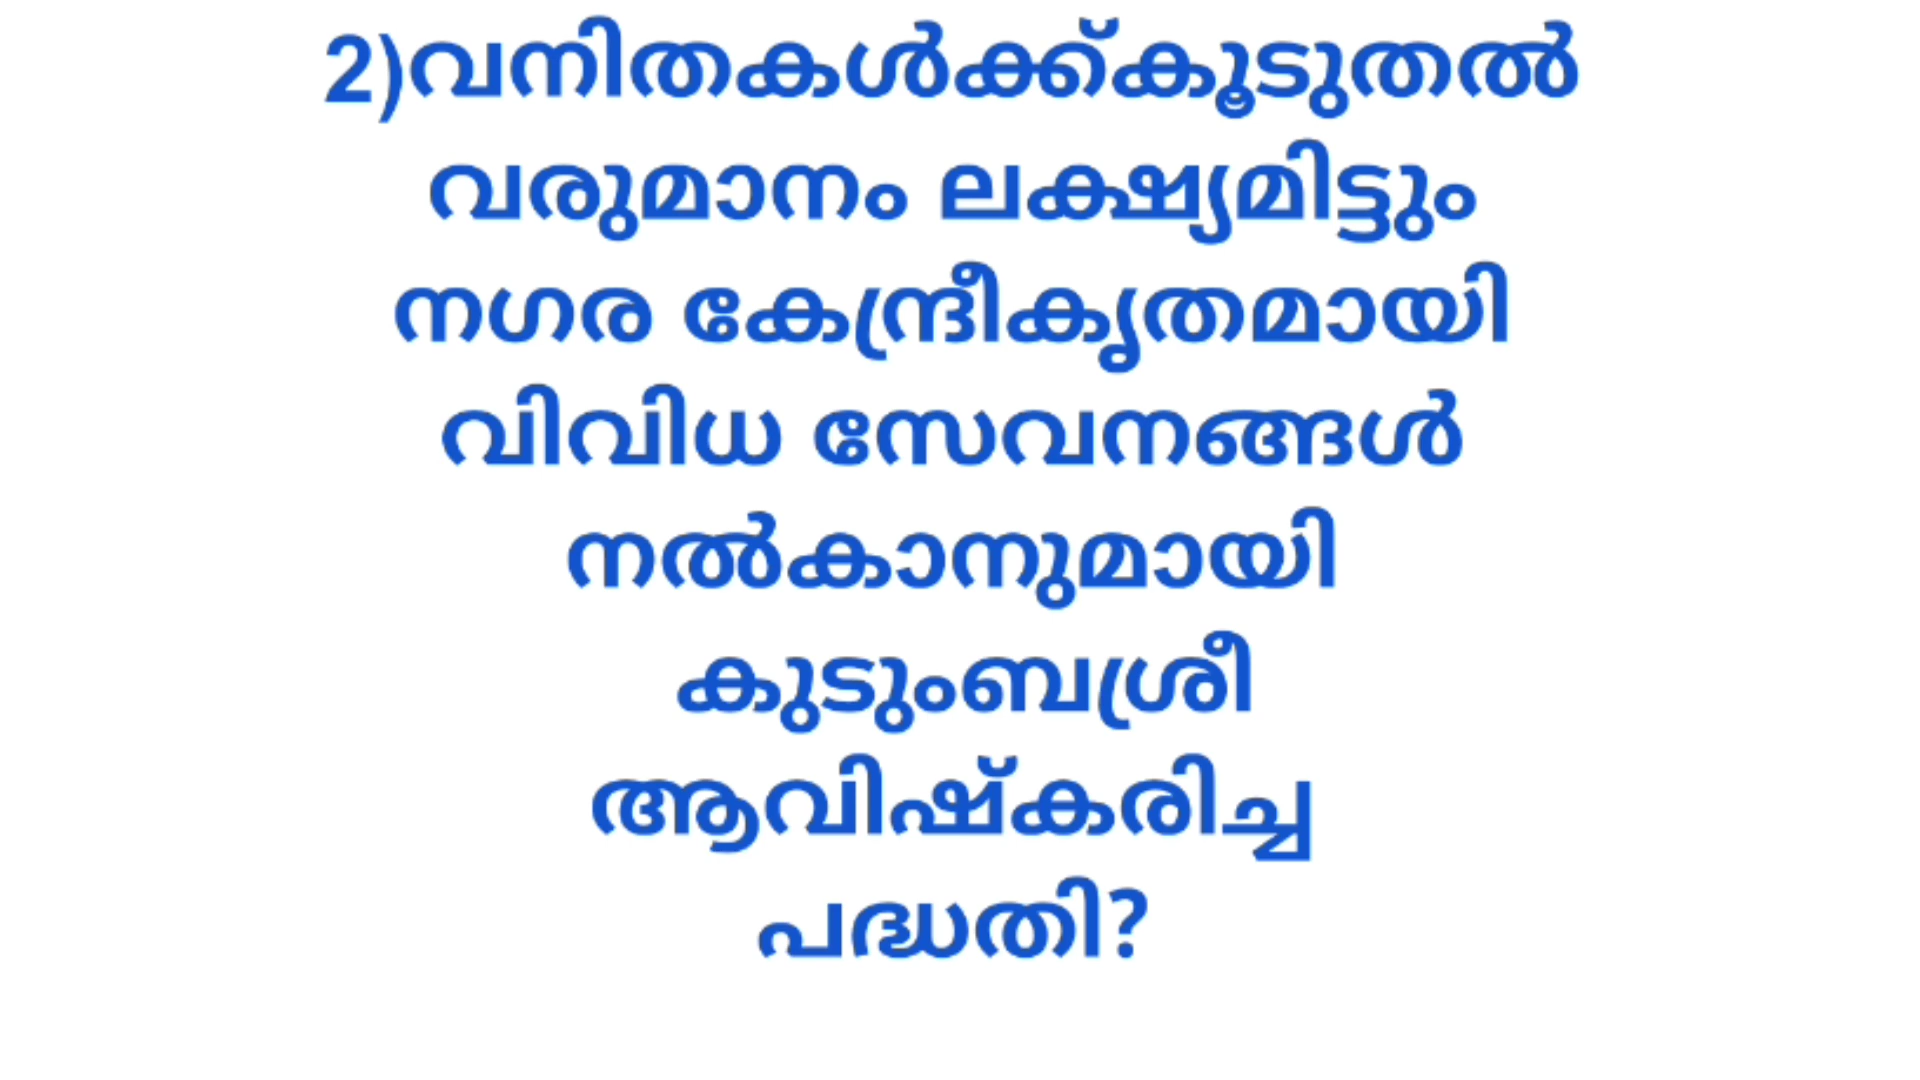 2)വനിതകൾക്ക്കൂടുതൽ
വരുമാനം ലക്ഷ്യമിട്ടും
നഗര കേന്ദ്രീകൃതമായി
വിവിധ സേവനങ്ങൾ
നൽകാനുമായി
കുടുംബശ്രീ
ആവിഷ്കരിച്ച
പദ്ധതി?